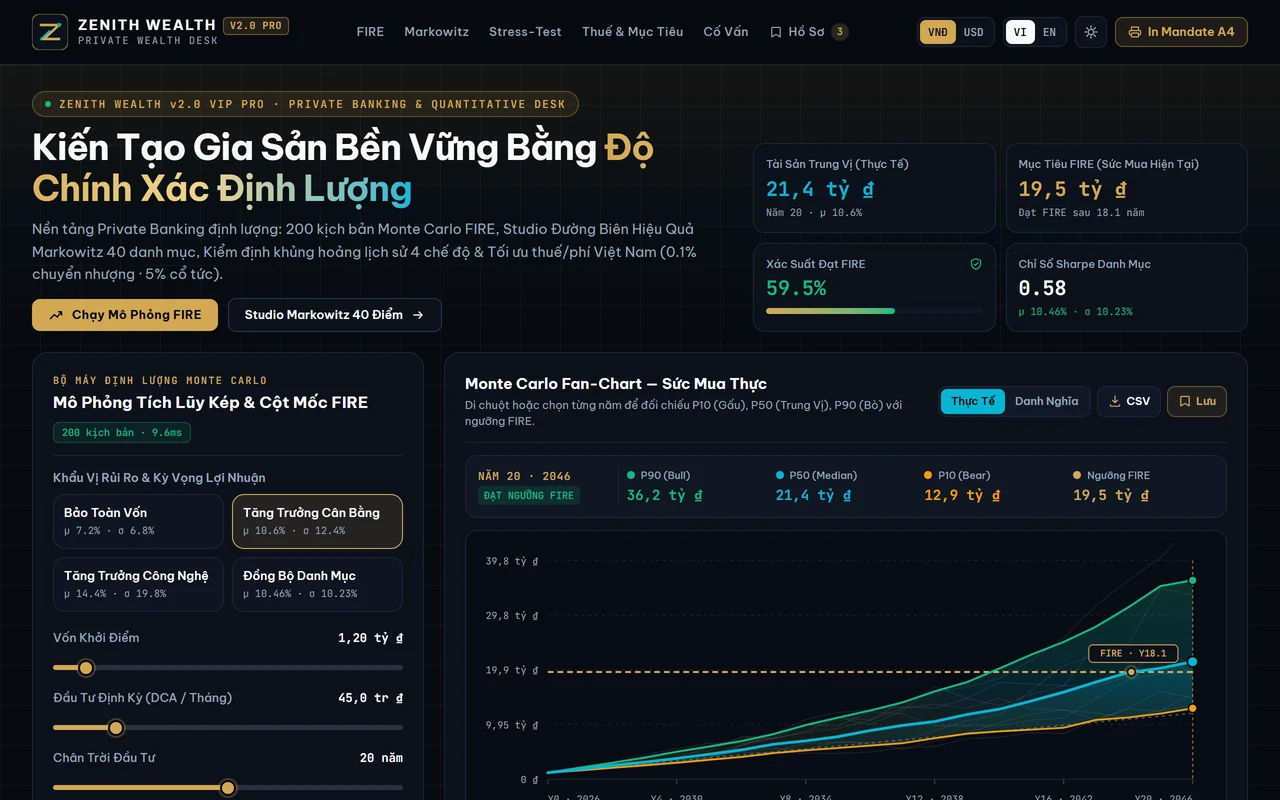 ZENITH WEALTH V2.0 PRO
PRIVATE WEALTH DESK
FIRE Markowitz Stress-Test Thuế & Mục Tiêu Cố Vấn Hồ Sơ 3
VNĐ USD VI EN In Mandate A4
ZENITH WEALTH v2.0 VIP PRO · PRIVATE BANKING & QUANTITATIVE DESK
Kiến Tạo Gia Sản Bền Vững Bằng Độ
Chính Xác Định Lượng
Nền tảng Private Banking định lượng: 200 kịch bản Monte Carlo FIRE, Studio Đường Biên Hiệu Quả
Markowitz 40 danh mục, Kiểm định khủng hoảng lịch sử 4 chế độ & Tối ưu thuế/phí Việt Nam (0.1%
chuyển nhượng · 5% cổ tức).
Chạy Mô Phỏng FIRE
Studio Markowitz 40 Điểm →
Tài Sản Trung Vị (Thực Tế)
21,4 tỷ ₫
Năm 20 · μ 10.6%
Mục Tiêu FIRE (Sức Mua Hiện Tại)
19,5 tỷ ₫
Đạt FIRE sau 18.1 năm
Xác Suất Đạt FIRE
59.5%
Chỉ Số Sharpe Danh Mục
0.58
μ 10.46% · σ 10.23%
BỘ MÁY ĐỊNH LƯỢNG MONTE CARLO
Mô Phỏng Tích Lũy Kép & Cột Mốc FIRE
200 kịch bản · 9.6ms
Khẩu Vị Rủi Ro & Kỳ Vọng Lợi Nhuận
Bảo Toàn Vốn
μ 7.2% · σ 6.8%
Tăng Trưởng Cân Bằng
μ 10.6% · σ 12.4%
Tăng Trưởng Công Nghệ
μ 14.4% · σ 19.8%
Đồng Bộ Danh Mục
μ 10.46% · σ 10.23%
Vốn Khởi Điểm 1,20 tỷ ₫
Đầu Tư Định Kỳ (DCA / Tháng) 45,0 tr ₫
Chân Trời Đầu Tư 20 năm
Monte Carlo Fan-Chart — Sức Mua Thực
Di chuột hoặc chọn từng năm để đối chiếu P10 (Gấu), P50 (Trung Vị), P90 (Bò) với
ngưỡng FIRE.
Thực Tế Danh Nghĩa CSV Lưu
NĂM 20 · 2046
ĐẠT NGƯỠNG FIRE
P90 (Bull)
36,2 tỷ ₫
P50 (Median)
21,4 tỷ ₫
P10 (Bear)
12,9 tỷ ₫
Ngưỡng FIRE
19,5 tỷ ₫
39,8 tỷ ₫
29,8 tỷ ₫
FIRE · Y18.1
19,9 tỷ ₫
9,95 tỷ ₫
0 ₫
Y0 · 2026 Y4 · 2030 Y8 · 2034 Y12 · 2038 Y16 · 2042 Y20 · 2046